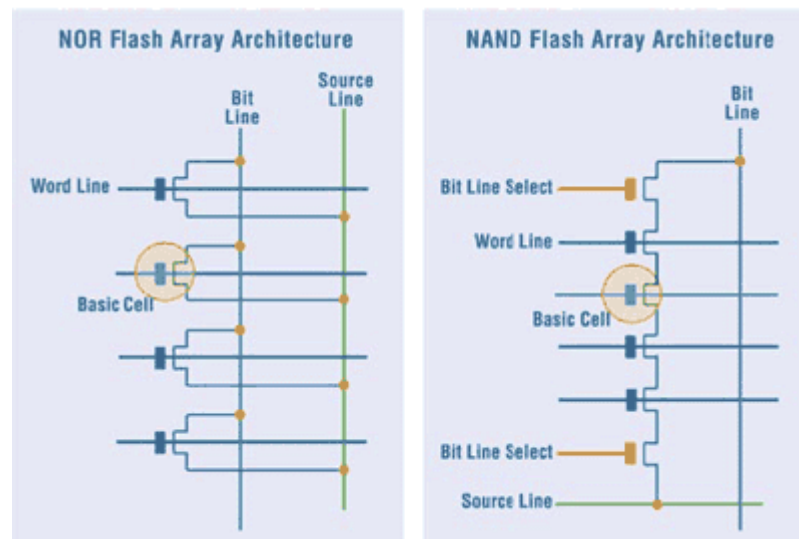 NOR Flash Array Architecture
Bit
Line
Source
Line
Word Line
Basic Cell
NAND Flash Array Architecture
Bit
Line
Bit Line Select
Word Line
Basic Cell
Bit Line Select
Source Line